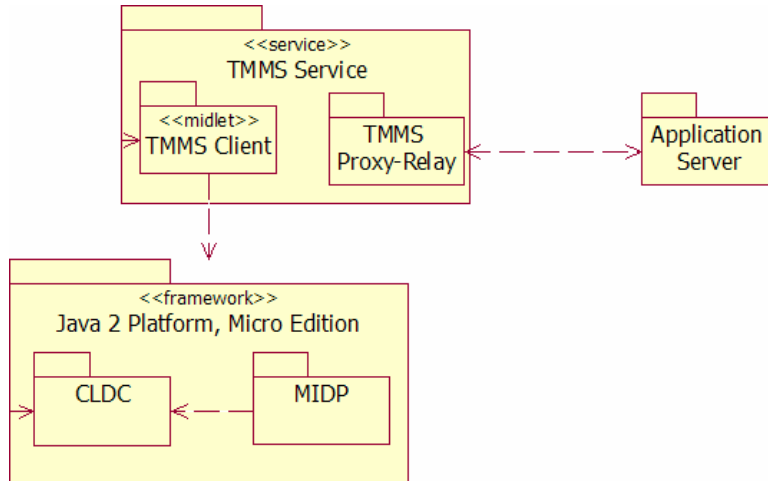 <<service>>
TMMS Service
<<midlet>>
TMMS Client
TMMS
Proxy-Relay
Application
Server
<<framework>>
Java 2 Platform, Micro Edition
CLDC
MIDP